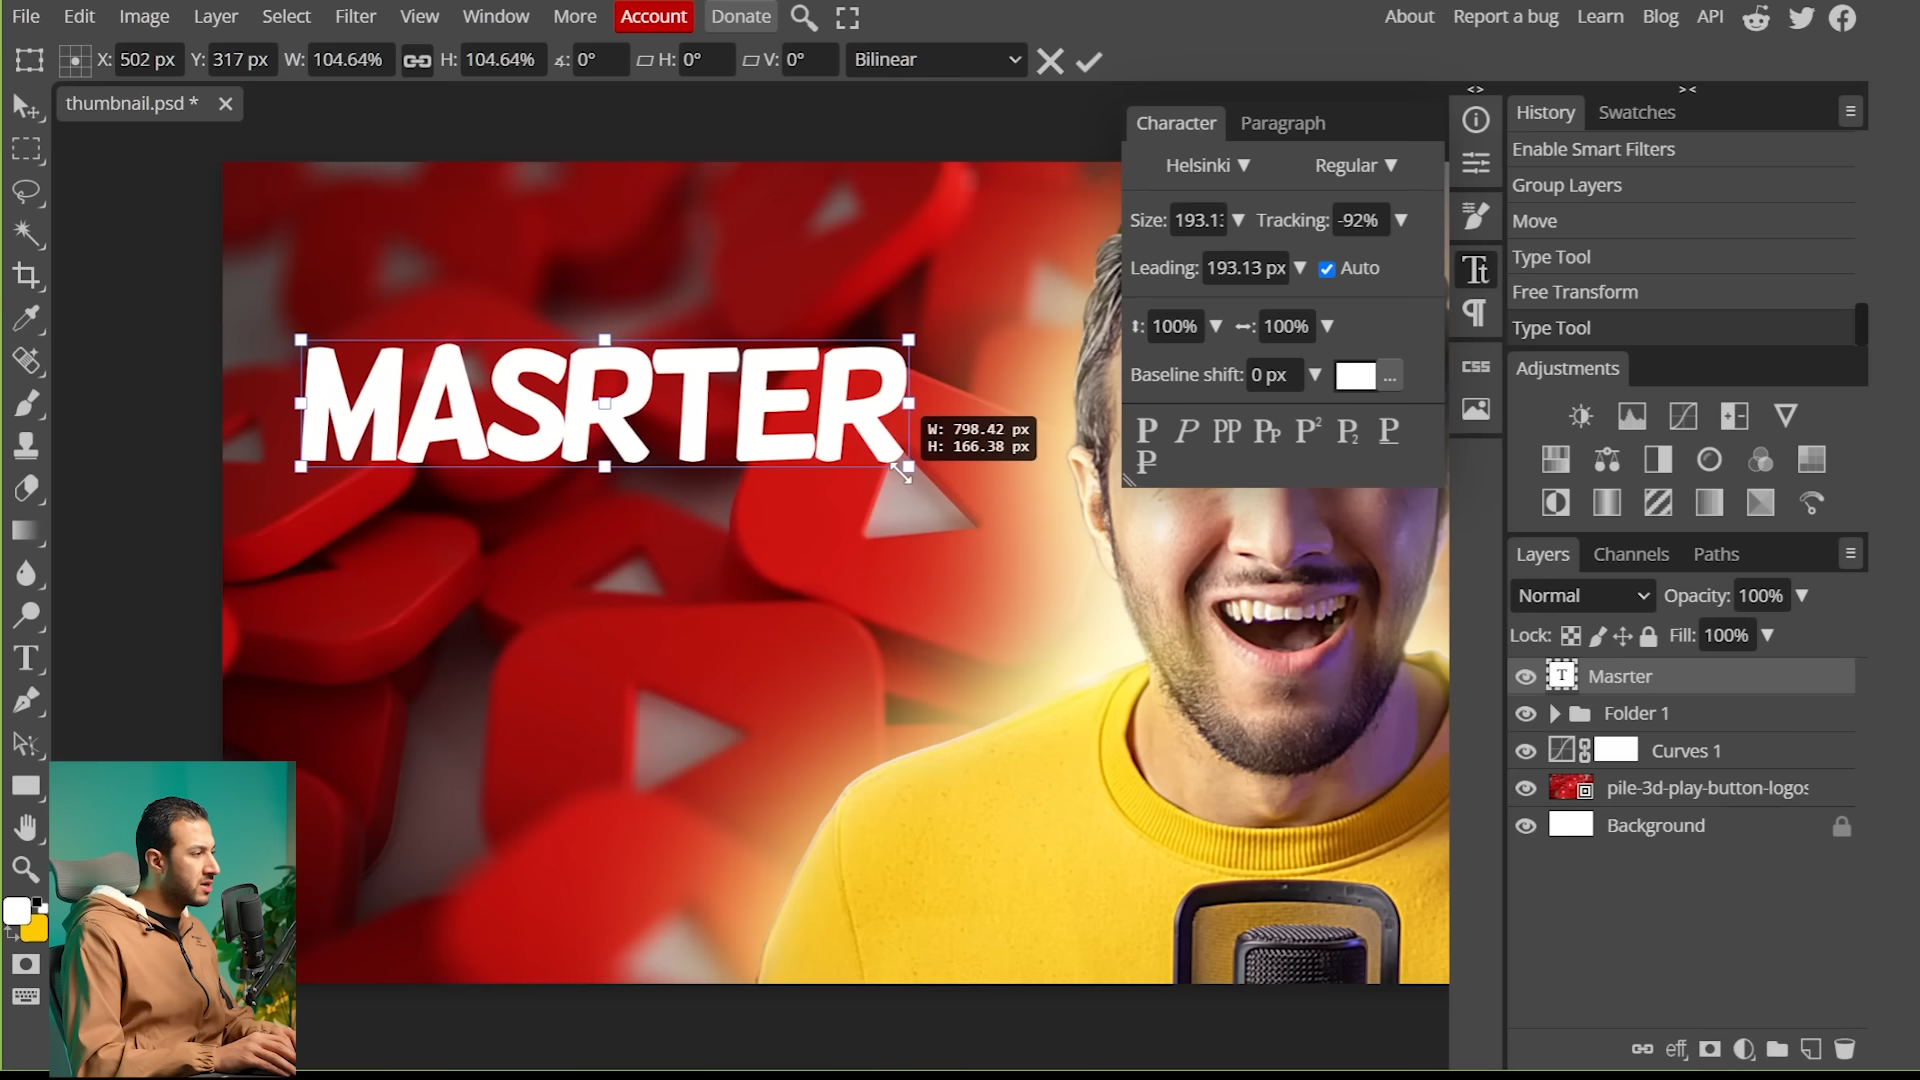 File Edit Image Layer Select Filter View Window More Account Donate About Report a bug Learn Blog API
X: 502 px Y: 317 px W: 104.64% H: 104.64% 0° H: 0° V: 0° Bilinear
thumbnail.psd *
Character Paragraph
Helsinki Regular
Size: 193.13 Tracking: -92%
Leading: 193.13 px Auto
100% 100%
Baseline shift: 0 px ...
MASRTER
W: 798.42 px
H: 166.38 px
CSS
History Swatches
Enable Smart Filters
Group Layers
Move
Type Tool
Free Transform
Type Tool
Adjustments
Layers Channels Paths
Normal Opacity: 100%
Lock: Fill: 100%
Masrter
Folder 1
Curves 1
pile-3d-play-button-logos
Background
eff